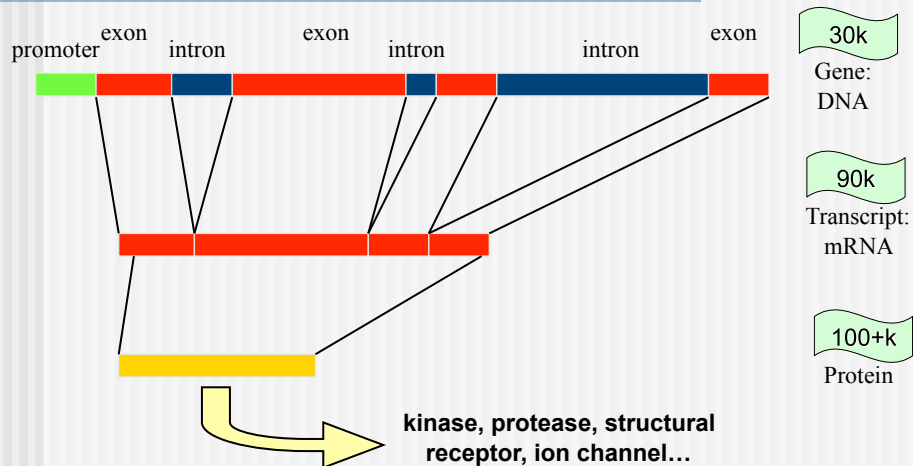 promoter
exon
intron
exon
intron
intron
exon
30k
Gene:
DNA
90k
Transcript:
mRNA
100+k
Protein
kinase, protease, structural
receptor, ion channel…